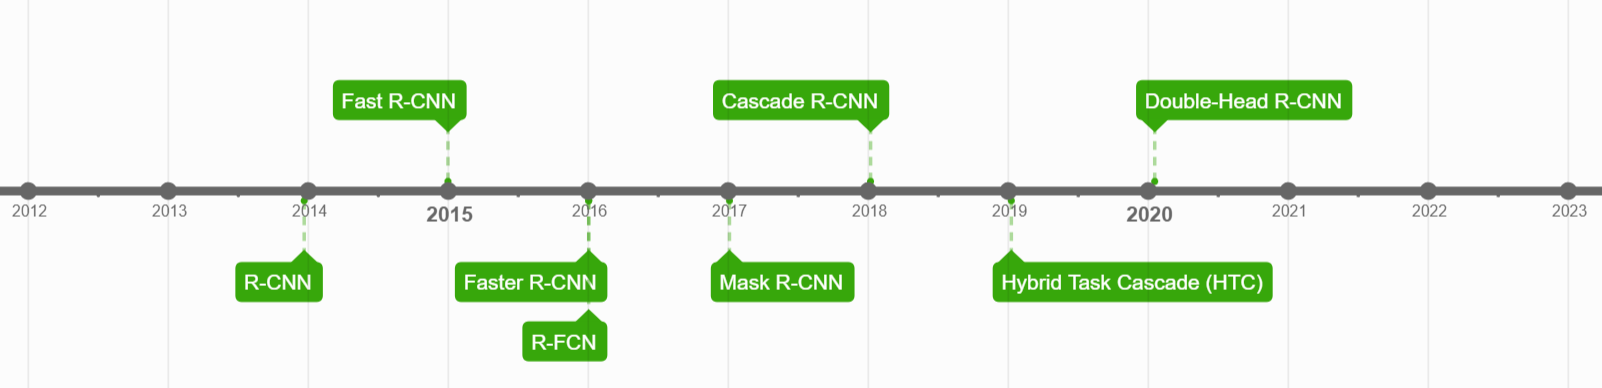 Fast R-CNN
Cascade R-CNN
Double-Head R-CNN
2012
2013
2014
2015
2016
2017
2018
2019
2020
2021
2022
2023
R-CNN
Faster R-CNN
Mask R-CNN
Hybrid Task Cascade (HTC)
R-FCN